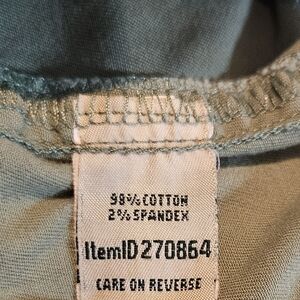 98% COTTON
2% SPANDEX
ItemID 270864
CARE ON REVERSE